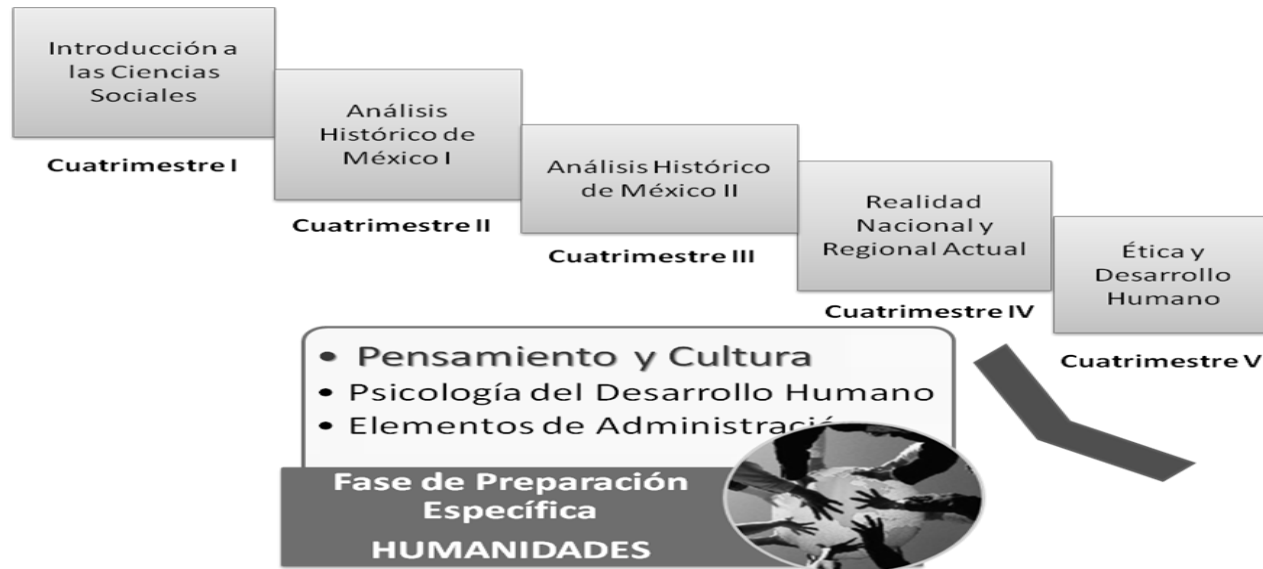 Introducción a
las Ciencias
Sociales
Cuatrimestre I
Análisis
Histórico de
México I
Cuatrimestre II
Análisis Histórico
de México II
Cuatrimestre III
Realidad
Nacional y
Regional Actual
Cuatrimestre IV
Ética y
Desarrollo
Humano
Cuatrimestre V
• Pensamiento y Cultura
• Psicología del Desarrollo Humano
• Elementos de
Fase de Preparación
Específica
HUMANIDADES